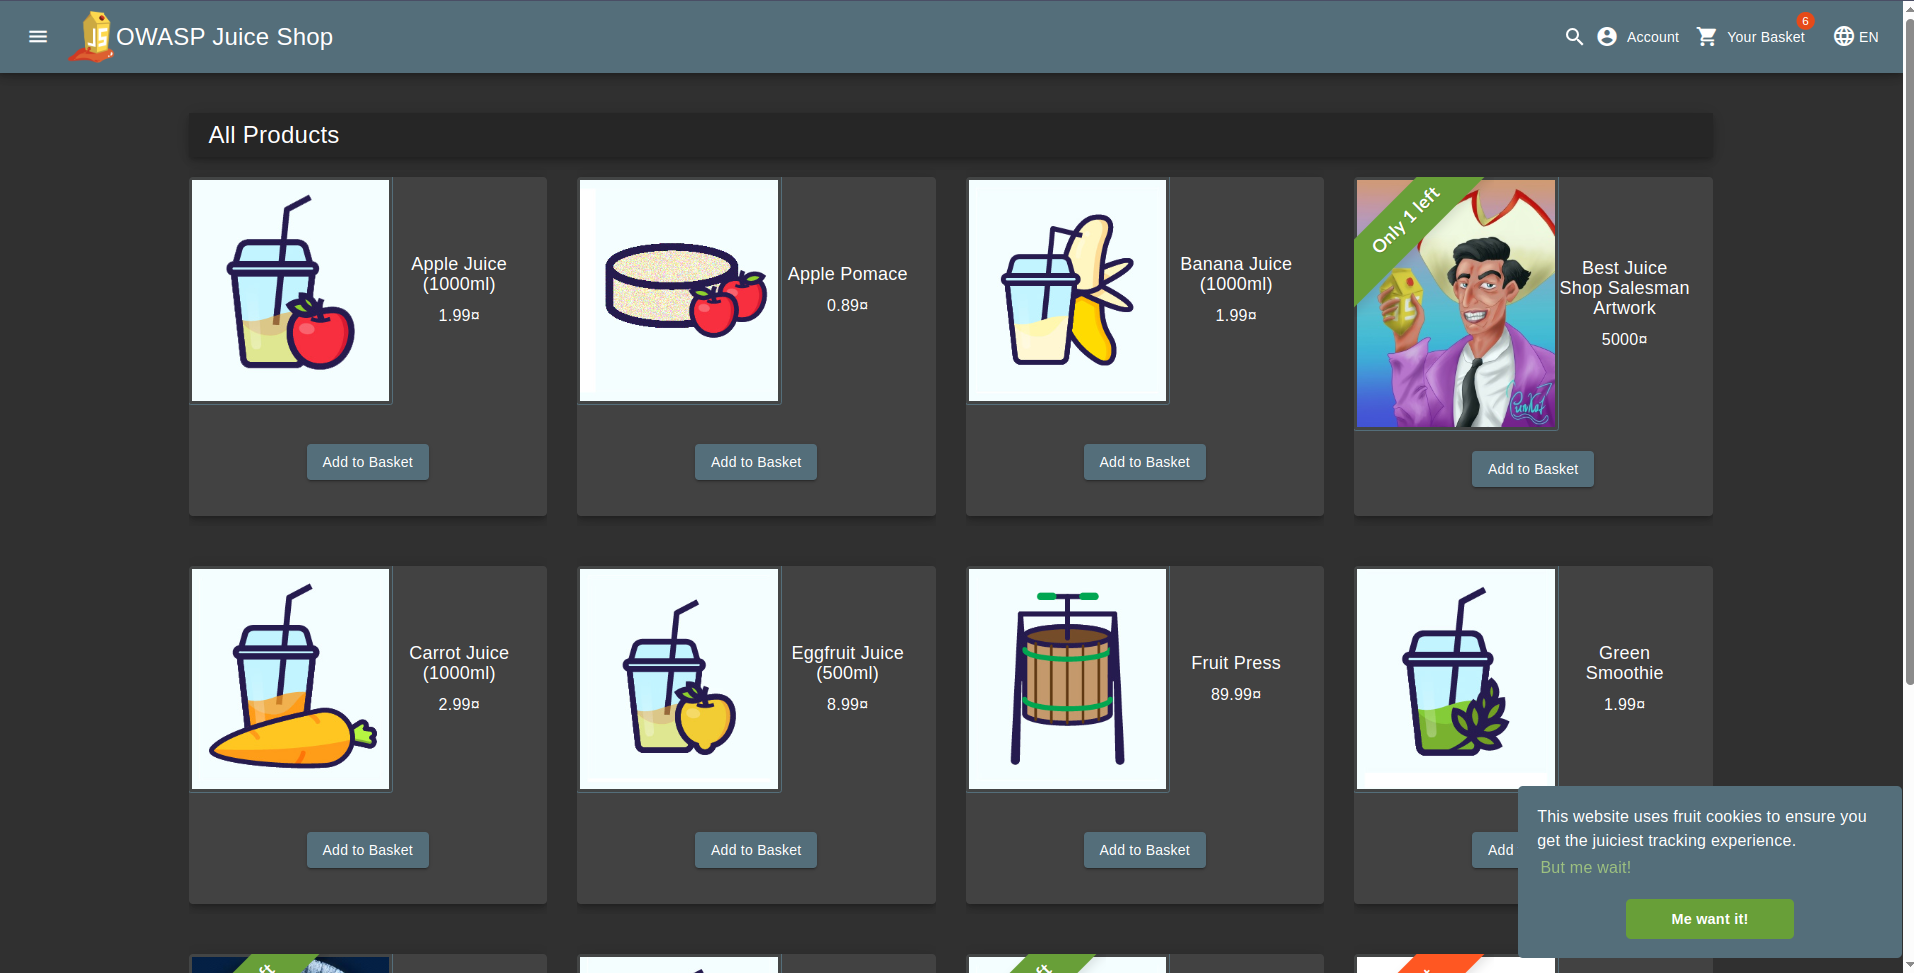 OWASP Juice Shop
Account
Your Basket
6
EN
All Products
Apple Juice
(1000ml)
1.99¤
Add to Basket
Apple Pomace
0.89¤
Add to Basket
Banana Juice
(1000ml)
1.99¤
Add to Basket
Only 1 left
Best Juice
Shop Salesman
Artwork
5000¤
Add to Basket
Carrot Juice
(1000ml)
2.99¤
Add to Basket
Eggfruit Juice
(500ml)
8.99¤
Add to Basket
Fruit Press
89.99¤
Add to Basket
Green
Smoothie
1.99¤
Add
This website uses fruit cookies to ensure you
get the juiciest tracking experience.
But me wait!
Me want it!